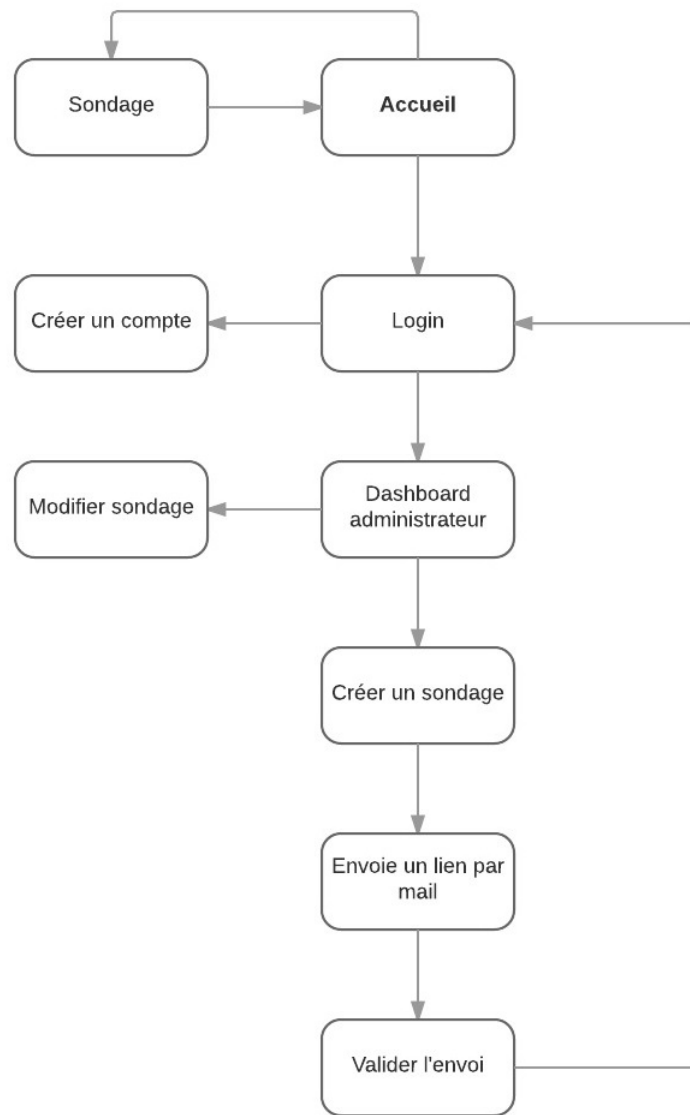 Sondage
Accueil
Créer un compte
Login
Modifier sondage
Dashboard
administrateur
Créer un sondage
Envoie un lien par
mail
Valider l'envoi